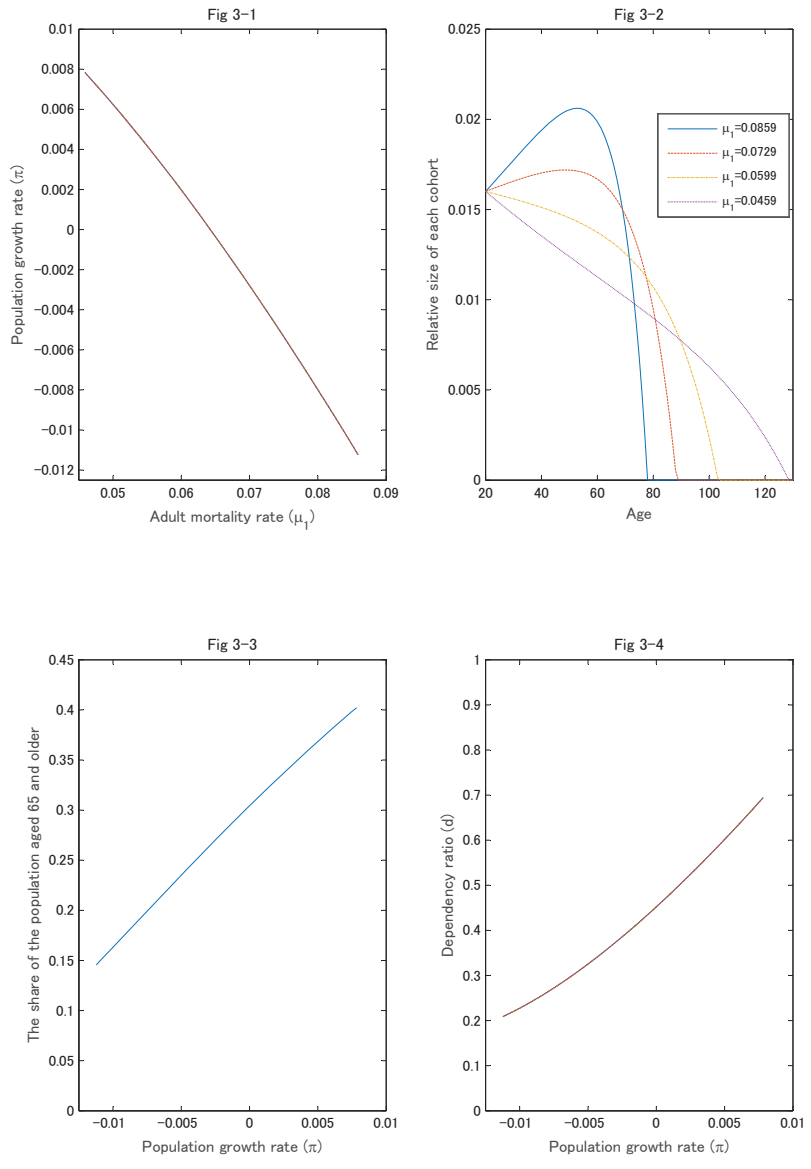 Fig 3-1
0.01
0.008
0.006
0.004
0.002
0
-0.002
-0.004
-0.006
-0.008
-0.01
-0.012
0.05 0.06 0.07 0.08 0.09
Population growth rate (π)
Adult mortality rate (μ1)
Fig 3-2
0.025
0.02
0.015
0.01
0.005
0
20 40 60 80 100 120
Relative size of each cohort
Age
μ1=0.0859
μ1=0.0729
μ1=0.0599
μ1=0.0459
Fig 3-3
0.45
0.4
0.35
0.3
0.25
0.2
0.15
0.1
0.05
0
-0.01 -0.005 0 0.005 0.01
The share of the population aged 65 and older
Population growth rate (π)
Fig 3-4
1
0.9
0.8
0.7
0.6
0.5
0.4
0.3
0.2
0.1
0
-0.01 -0.005 0 0.005 0.01
Dependency ratio (d)
Population growth rate (π)